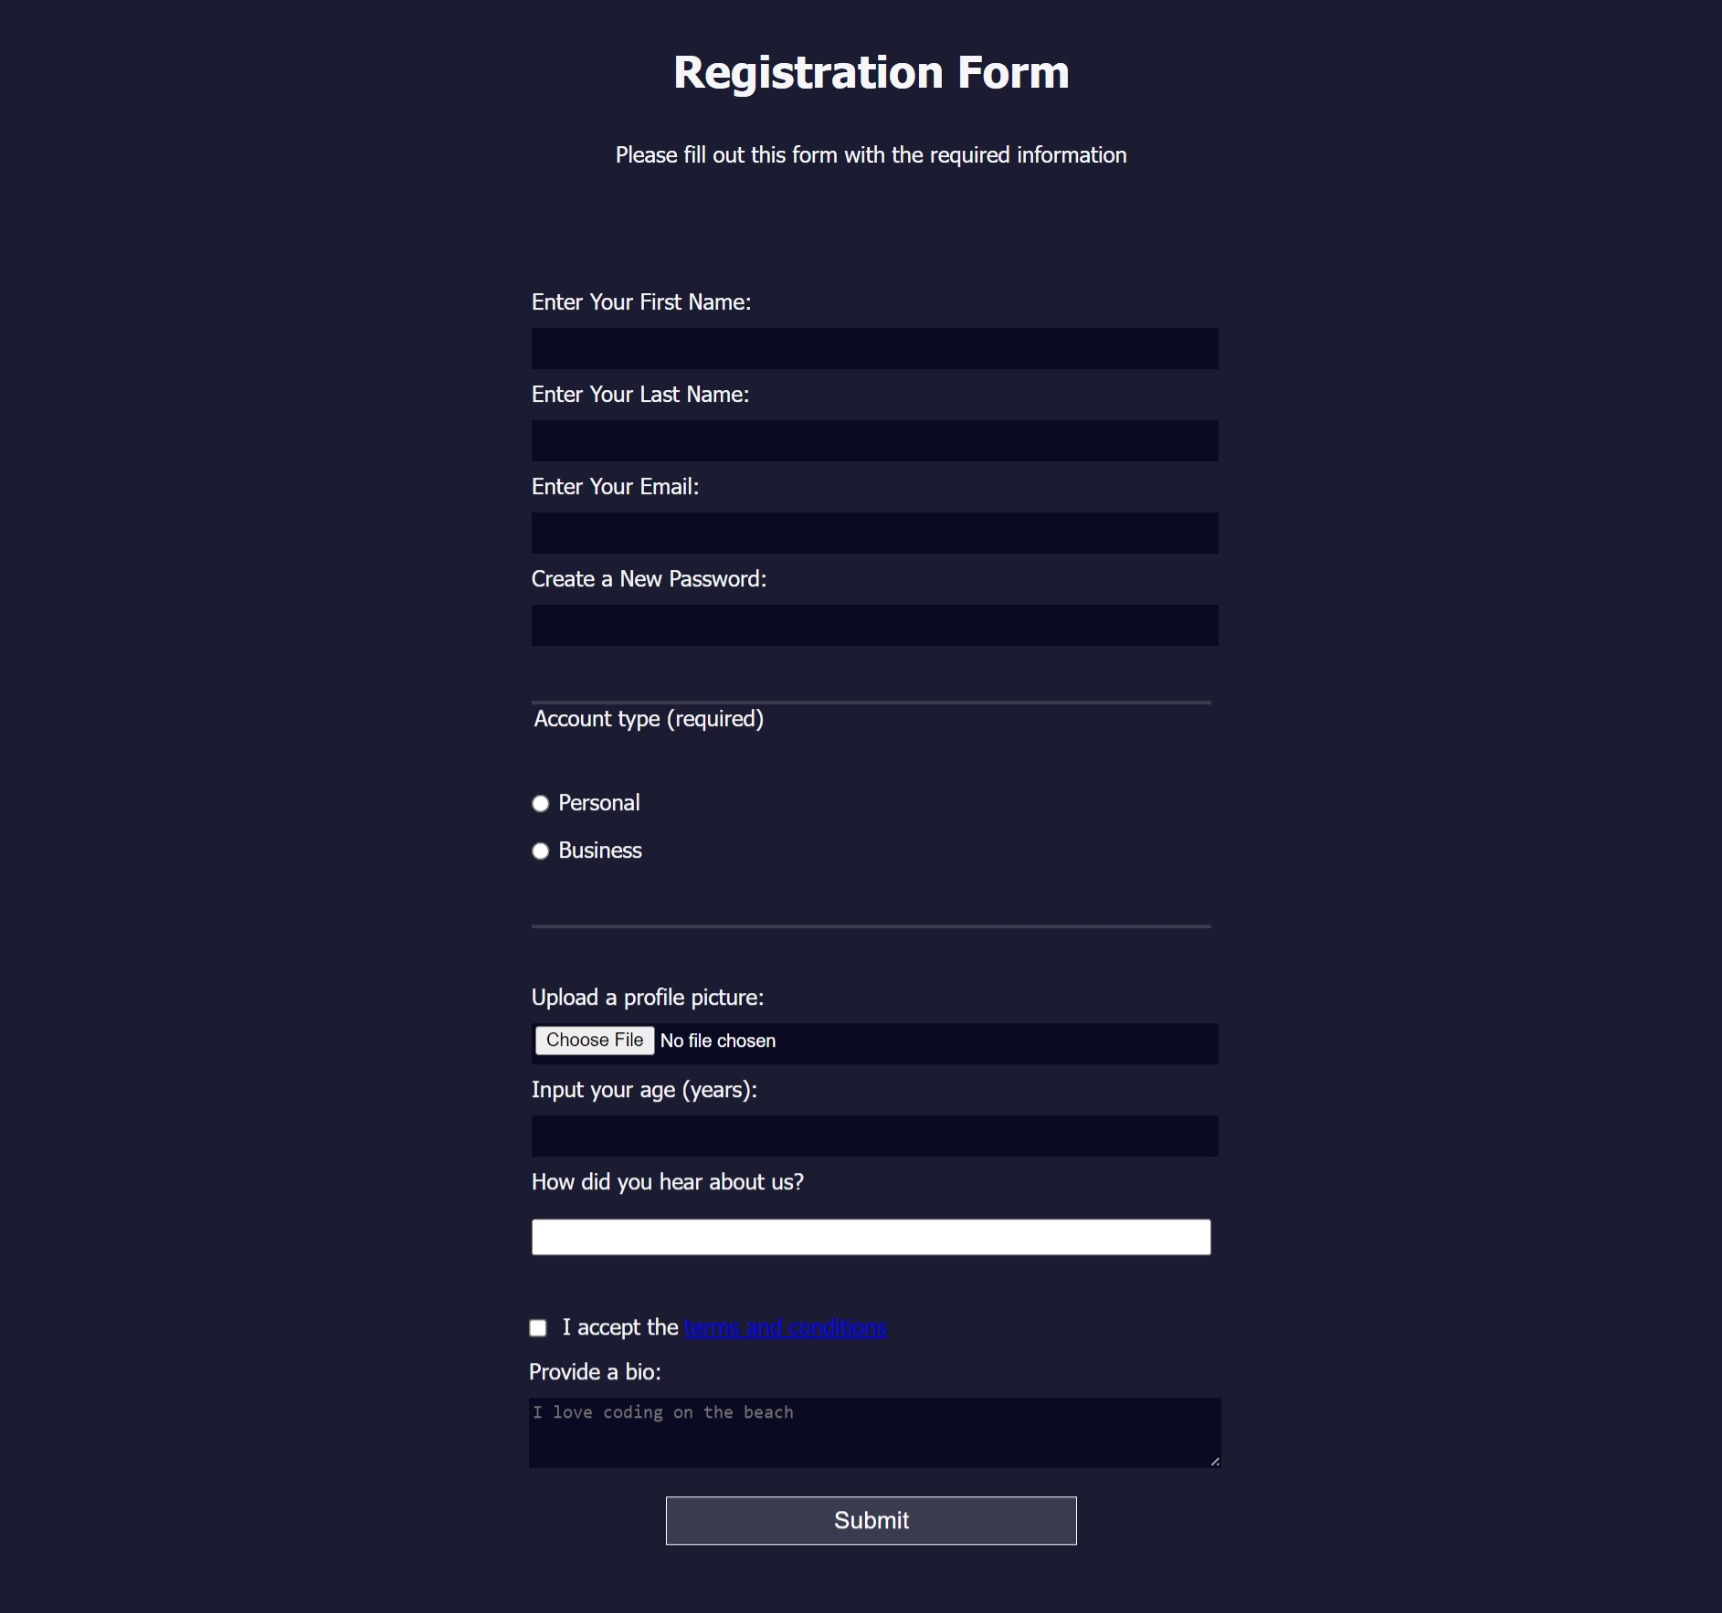 Registration Form
Please fill out this form with the required information
Enter Your First Name:
Enter Your Last Name:
Enter Your Email:
Create a New Password:
Account type (required)
Personal
Business
Upload a profile picture:
Choose File No file chosen
Input your age (years):
How did you hear about us?
I accept the terms and conditions
Provide a bio:
I love coding on the beach
Submit